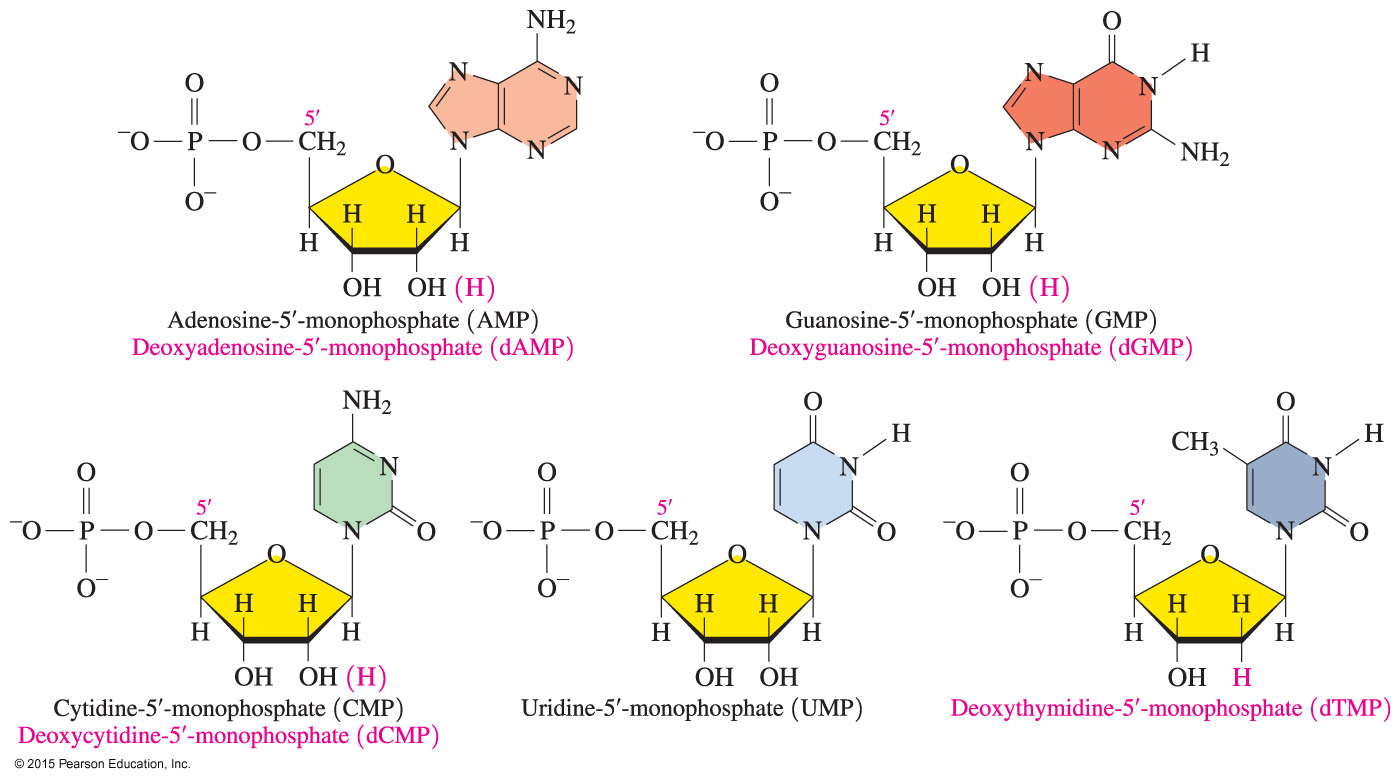 NH2
O
N
N
N
N
5′
−O—P—O—CH2
O−
O
H H
H H
OH OH (H)
Adenosine-5′-monophosphate (AMP)
Deoxyadenosine-5′-monophosphate (dAMP)
O
H
O
N
N
N
N
NH2
5′
−O—P—O—CH2
O−
O
H H
H H
OH OH (H)
Guanosine-5′-monophosphate (GMP)
Deoxyguanosine-5′-monophosphate (dGMP)
NH2
O
N
N
O
5′
−O—P—O—CH2
O−
O
H H
H H
OH OH (H)
Cytidine-5′-monophosphate (CMP)
Deoxycytidine-5′-monophosphate (dCMP)
O
H
O
N
N
O
5′
−O—P—O—CH2
O−
O
H H
H H
OH OH
Uridine-5′-monophosphate (UMP)
O
H
CH3
O
N
N
O
5′
−O—P—O—CH2
O−
O
H H
H H
OH H
Deoxythymidine-5′-monophosphate (dTMP)
© 2015 Pearson Education, Inc.